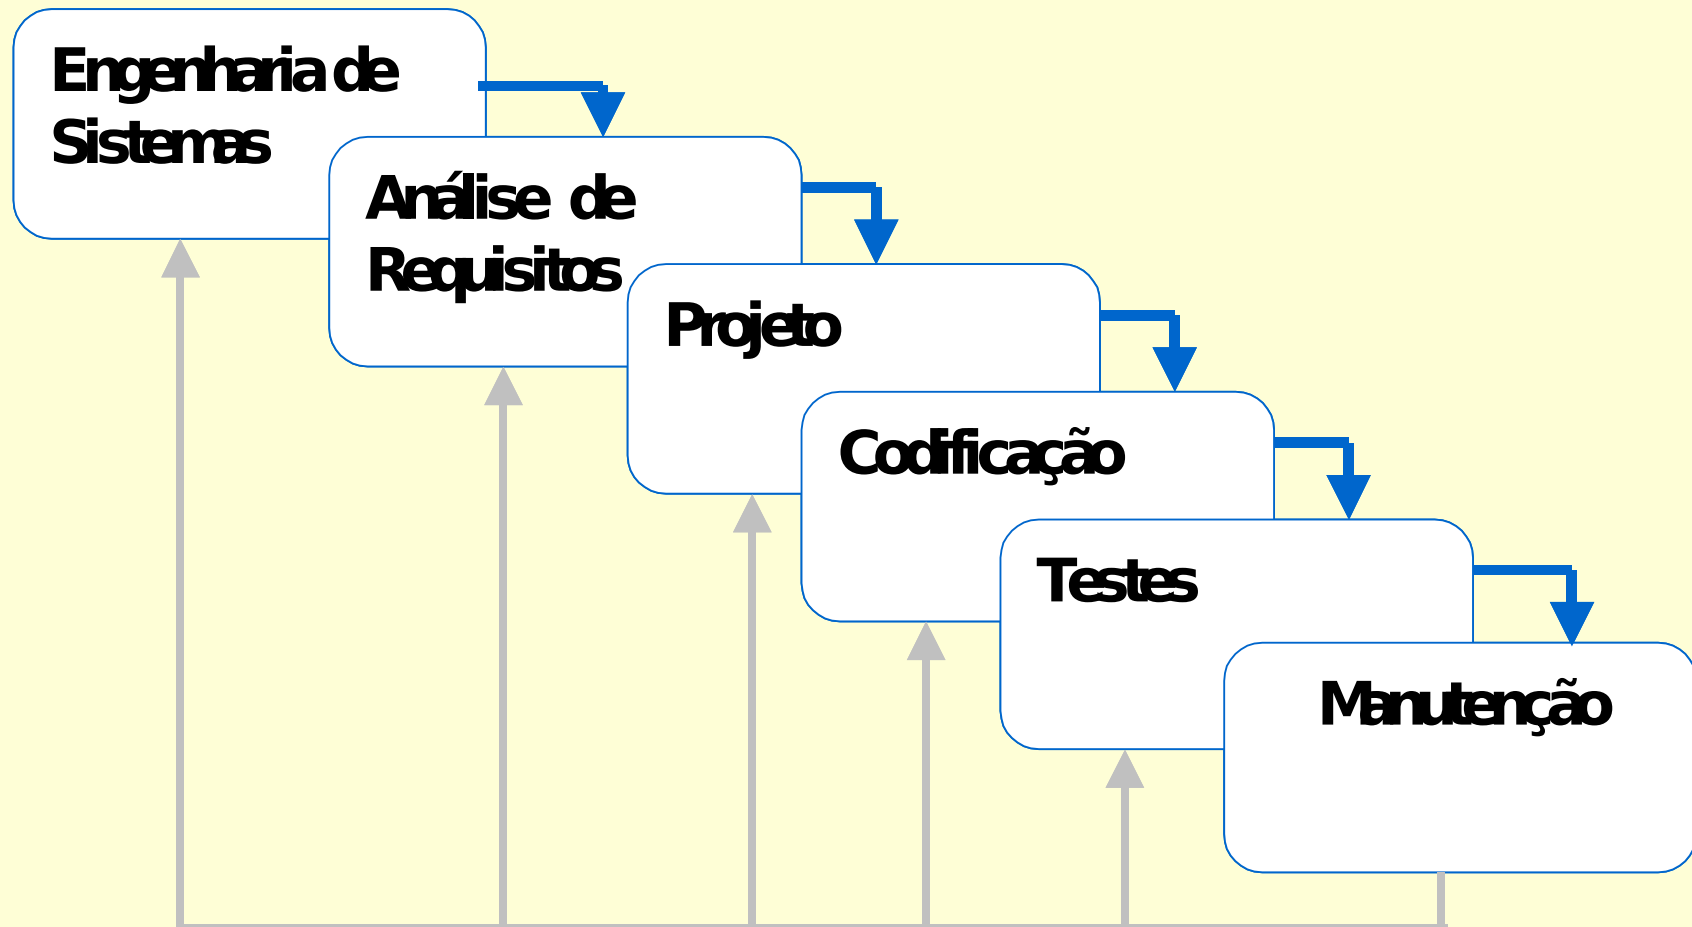 Engenharia de
Sistemas
Análise de
Requisitos
Projeto
Codificação
Testes
Manutenção